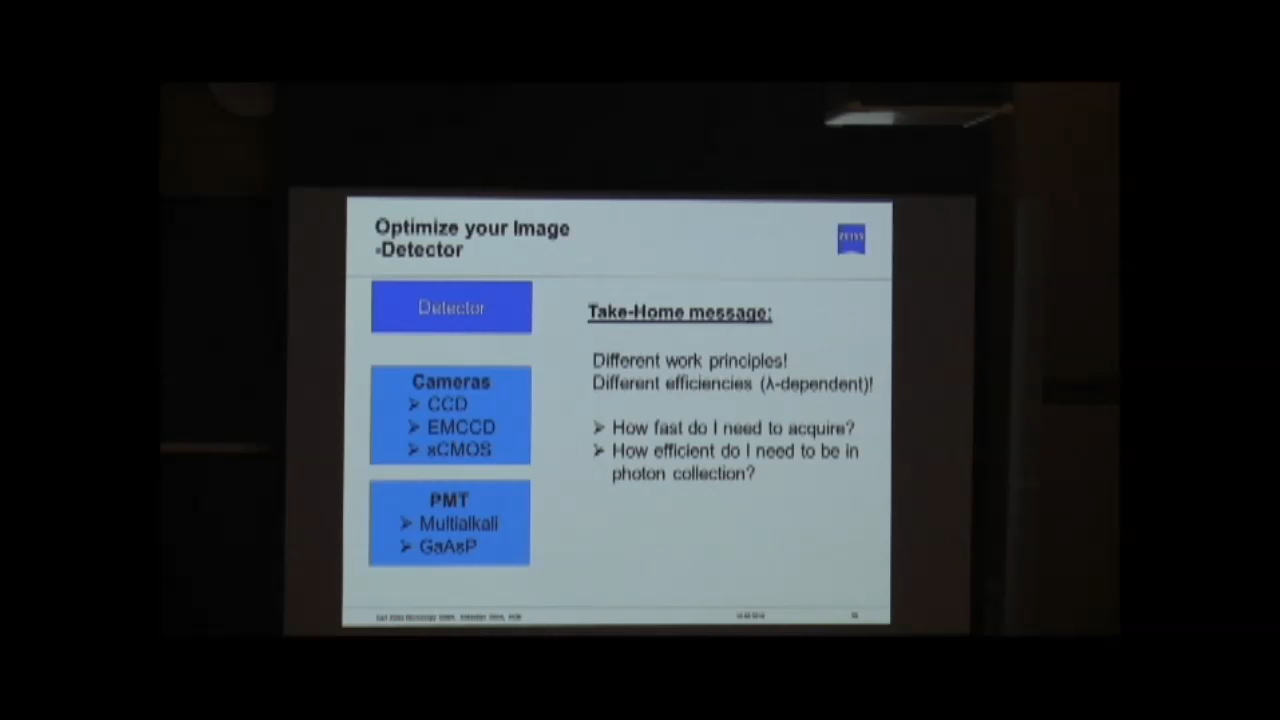 Optimize your Image
-Detector
ZEISS
Detector
Cameras
➤ CCD
➤ EMCCD
➤ sCMOS
PMT
➤ Multialkali
➤ GaAsP
Take-Home message:
Different work principles!
Different efficiencies (λ-dependent)!
➤ How fast do I need to acquire?
➤ How efficient do I need to be in
photon collection?